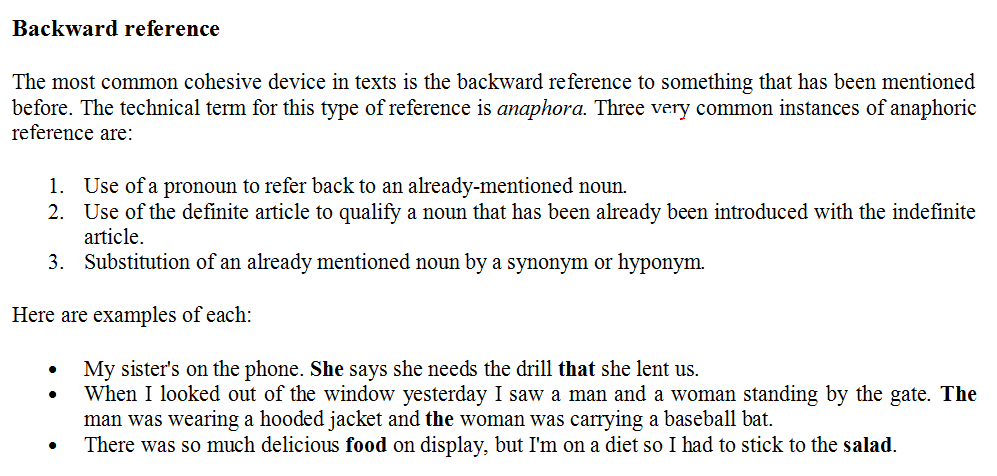 Backward reference
The most common cohesive device in texts is the backward reference to something that has been mentioned
before. The technical term for this type of reference is anaphora. Three very common instances of anaphoric
reference are:
1. Use of a pronoun to refer back to an already-mentioned noun.
2. Use of the definite article to qualify a noun that has been already been introduced with the indefinite
article.
3. Substitution of an already mentioned noun by a synonym or hyponym.
Here are examples of each:
• My sister's on the phone. She says she needs the drill that she lent us.
• When I looked out of the window yesterday I saw a man and a woman standing by the gate. The
man was wearing a hooded jacket and the woman was carrying a baseball bat.
• There was so much delicious food on display, but I'm on a diet so I had to stick to the salad.